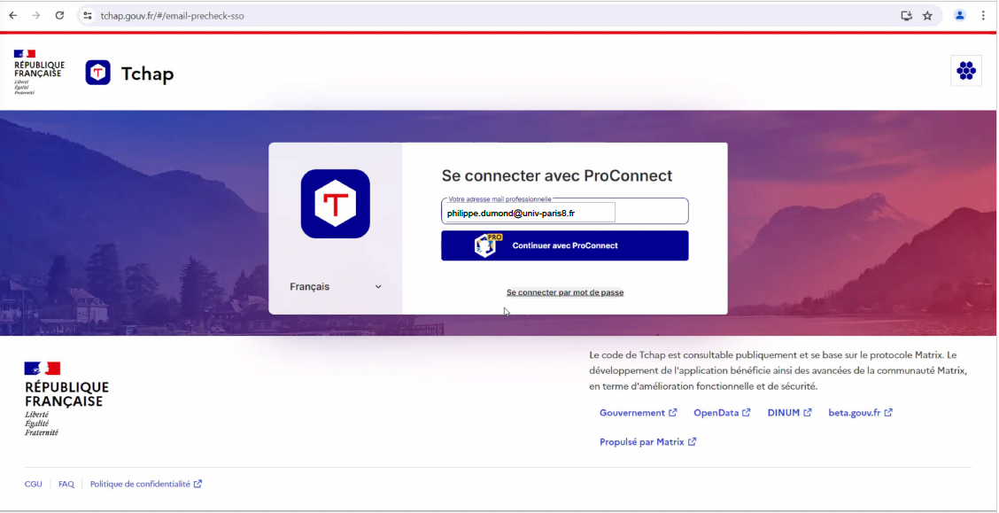 tchap.gouv.fr/#/email-precheck-sso
RÉPUBLIQUE
FRANÇAISE
Liberté
Égalité
Fraternité
Tchap
Se connecter avec ProConnect
Votre adresse mail professionnelle
philippe.dumond@univ-paris8.fr
PRO
Continuer avec ProConnect
Français
Se connecter par mot de passe
RÉPUBLIQUE
FRANÇAISE
Liberté
Égalité
Fraternité
Le code de Tchap est consultable publiquement et se base sur le protocole Matrix. Le
développement de l'application bénéficie ainsi des avancées de la communauté Matrix,
en terme d'amélioration fonctionnelle et de sécurité.
Gouvernement OpenData DINUM beta.gouv.fr
Propulsé par Matrix
CGU FAQ Politique de confidentialité